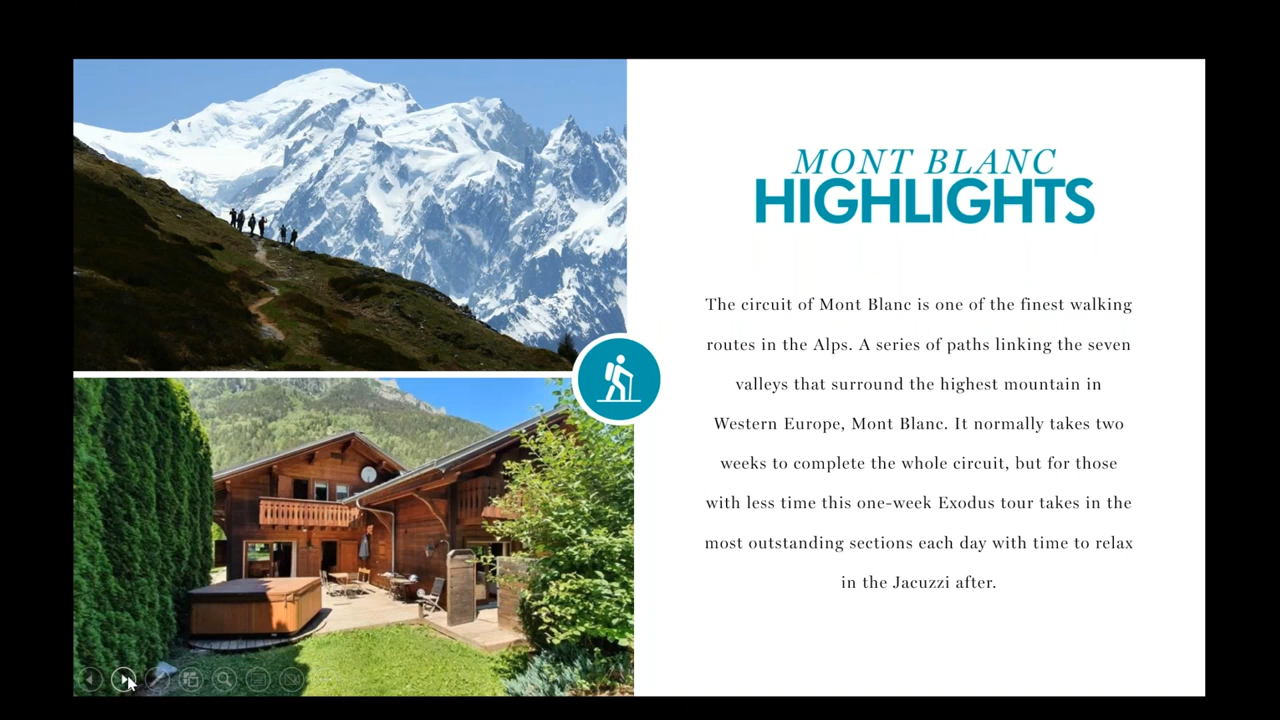 MONT BLANC
HIGHLIGHTS
The circuit of Mont Blanc is one of the finest walking
routes in the Alps. A series of paths linking the seven
valleys that surround the highest mountain in
Western Europe, Mont Blanc. It normally takes two
weeks to complete the whole circuit, but for those
with less time this one-week Exodus tour takes in the
most outstanding sections each day with time to relax
in the Jacuzzi after.